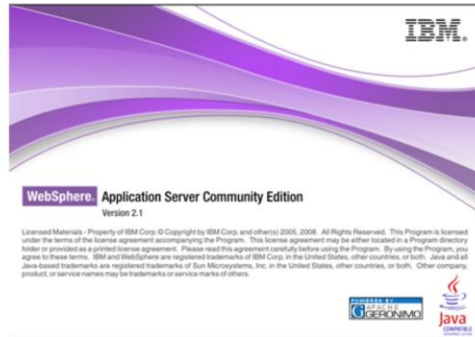 IBM.
WebSphere. Application Server Community Edition
Version 2.1
Licensed Materials - Property of IBM Corp. © Copyright by IBM Corp. and other(s) 2005, 2008. All Rights Reserved. This Program is licensed
under the terms of the license agreement accompanying the Program. This license agreement may be either located in a Program directory
folder or provided as a printed license agreement. Please read this agreement carefully before using the Program. By using the Program, you
agree to these terms. IBM and WebSphere are registered trademarks of IBM Corp. in the United States, other countries, or both. Java and all
Java-based trademarks are registered trademarks of Sun Microsystems, Inc. in the United States, other countries, or both. Other company,
product, or service names may be trademarks or service marks of others.
POWERED BY
APACHE
GERONIMO
Java
COMPATIBLE